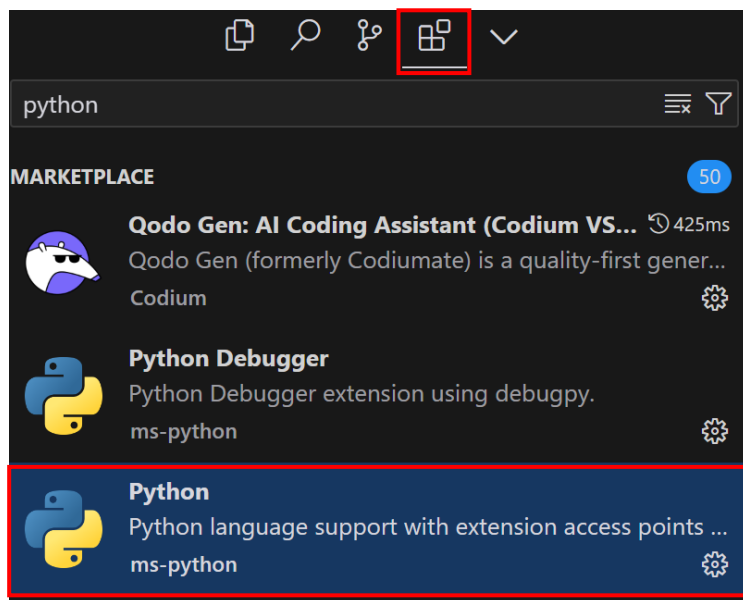 python
MARKETPLACE
50
Qodo Gen: AI Coding Assistant (Codium VS... 425ms
Qodo Gen (formerly Codiumate) is a quality-first gener...
Codium
Python Debugger
Python Debugger extension using debugpy.
ms-python
Python
Python language support with extension access points ...
ms-python